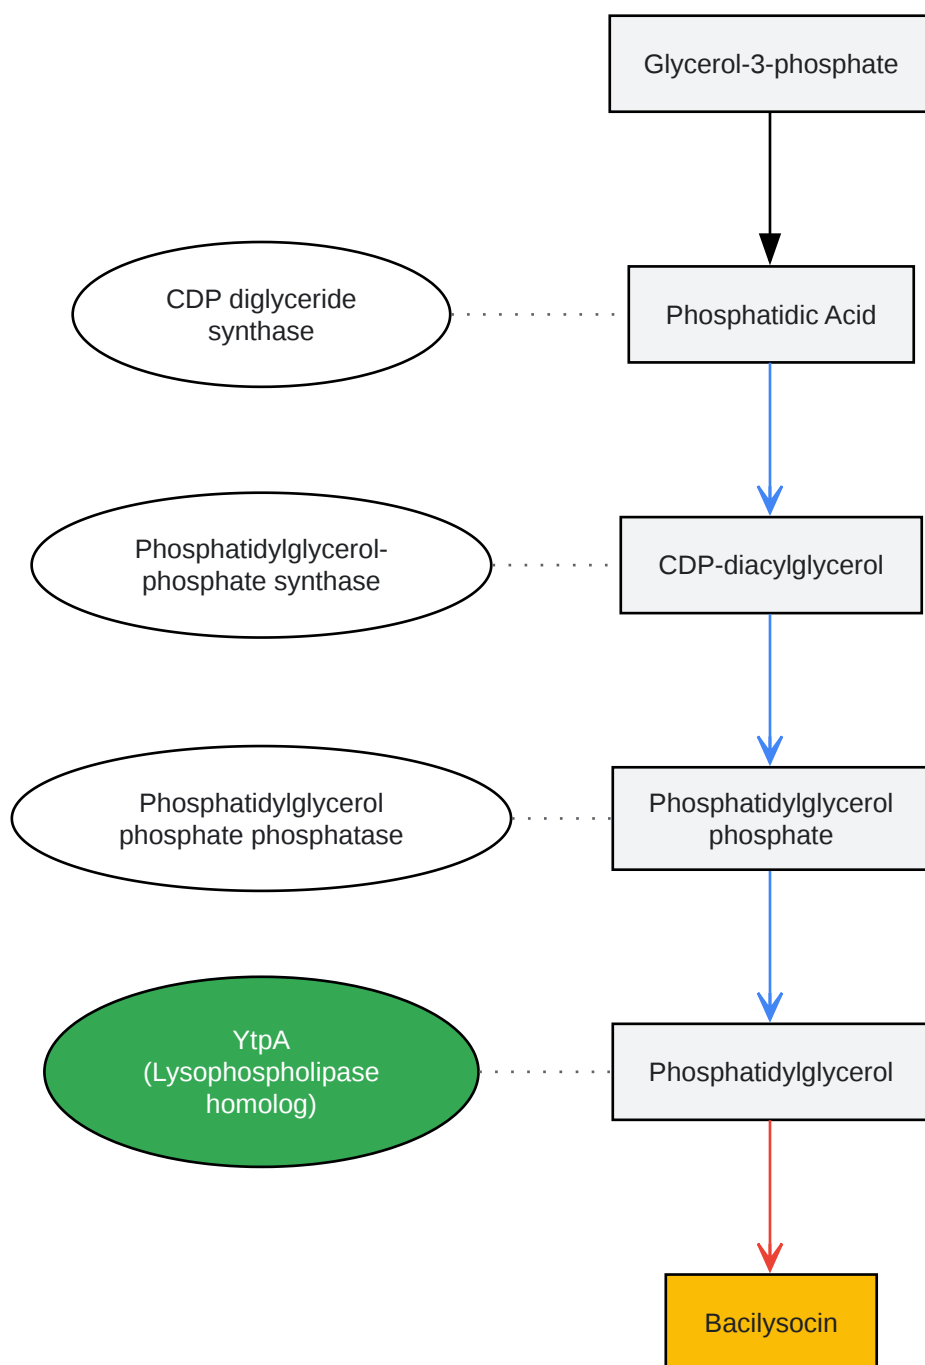 Glycerol-3-phosphate
CDP diglyceride
synthase
Phosphatidic Acid
Phosphatidylglycerol-
phosphate synthase
CDP-diacylglycerol
Phosphatidylglycerol
phosphate phosphatase
Phosphatidylglycerol
phosphate
YtpA
(Lysophospholipase
homolog)
Phosphatidylglycerol
Bacilysocin